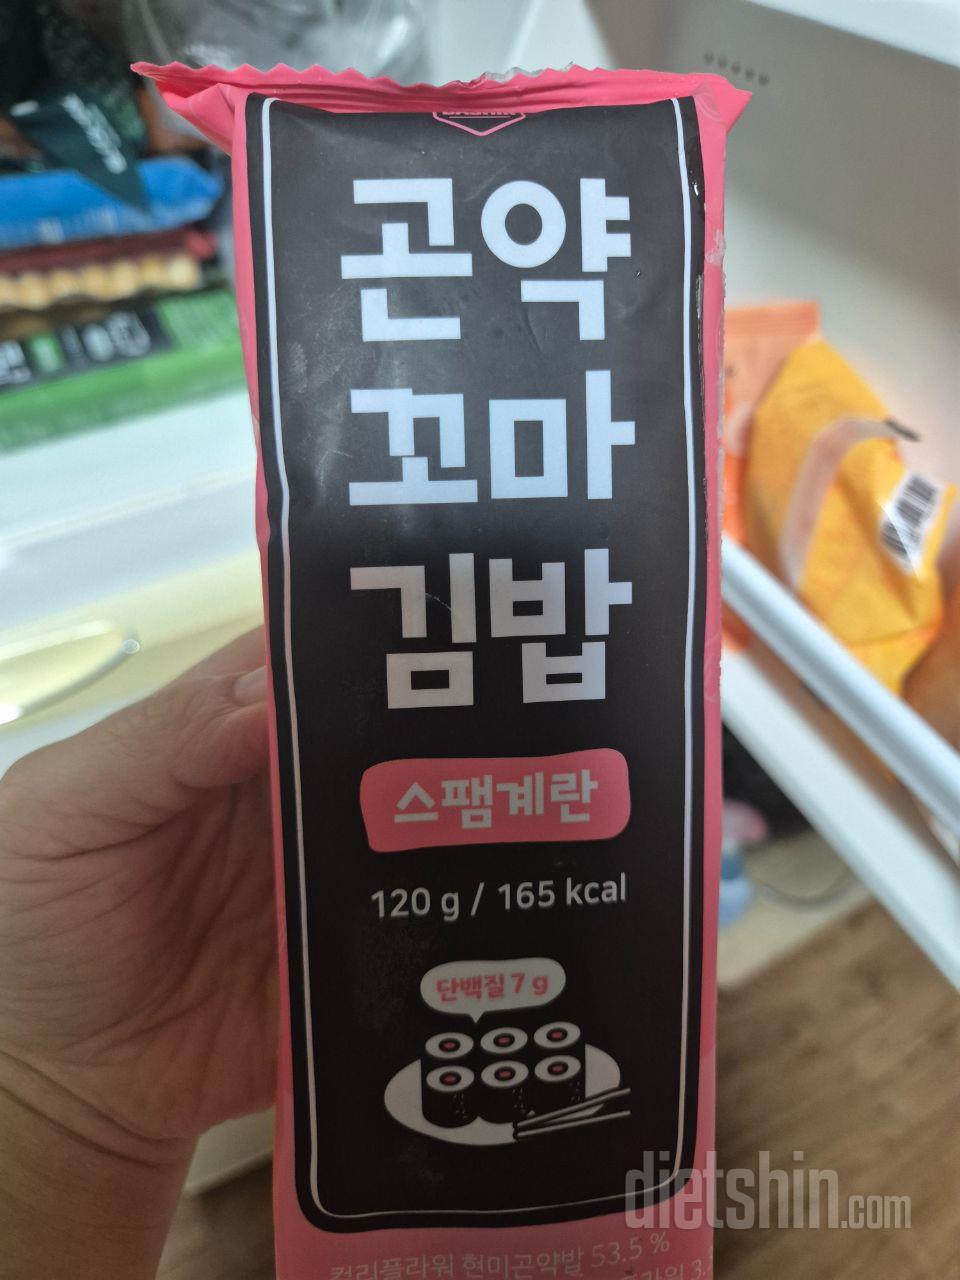 곤약
꼬마
김밥
스팸계란
120 g / 165 kcal
단백질 7 g
컬리플라워 현미곤약밥 53.5 %
dietshin.com